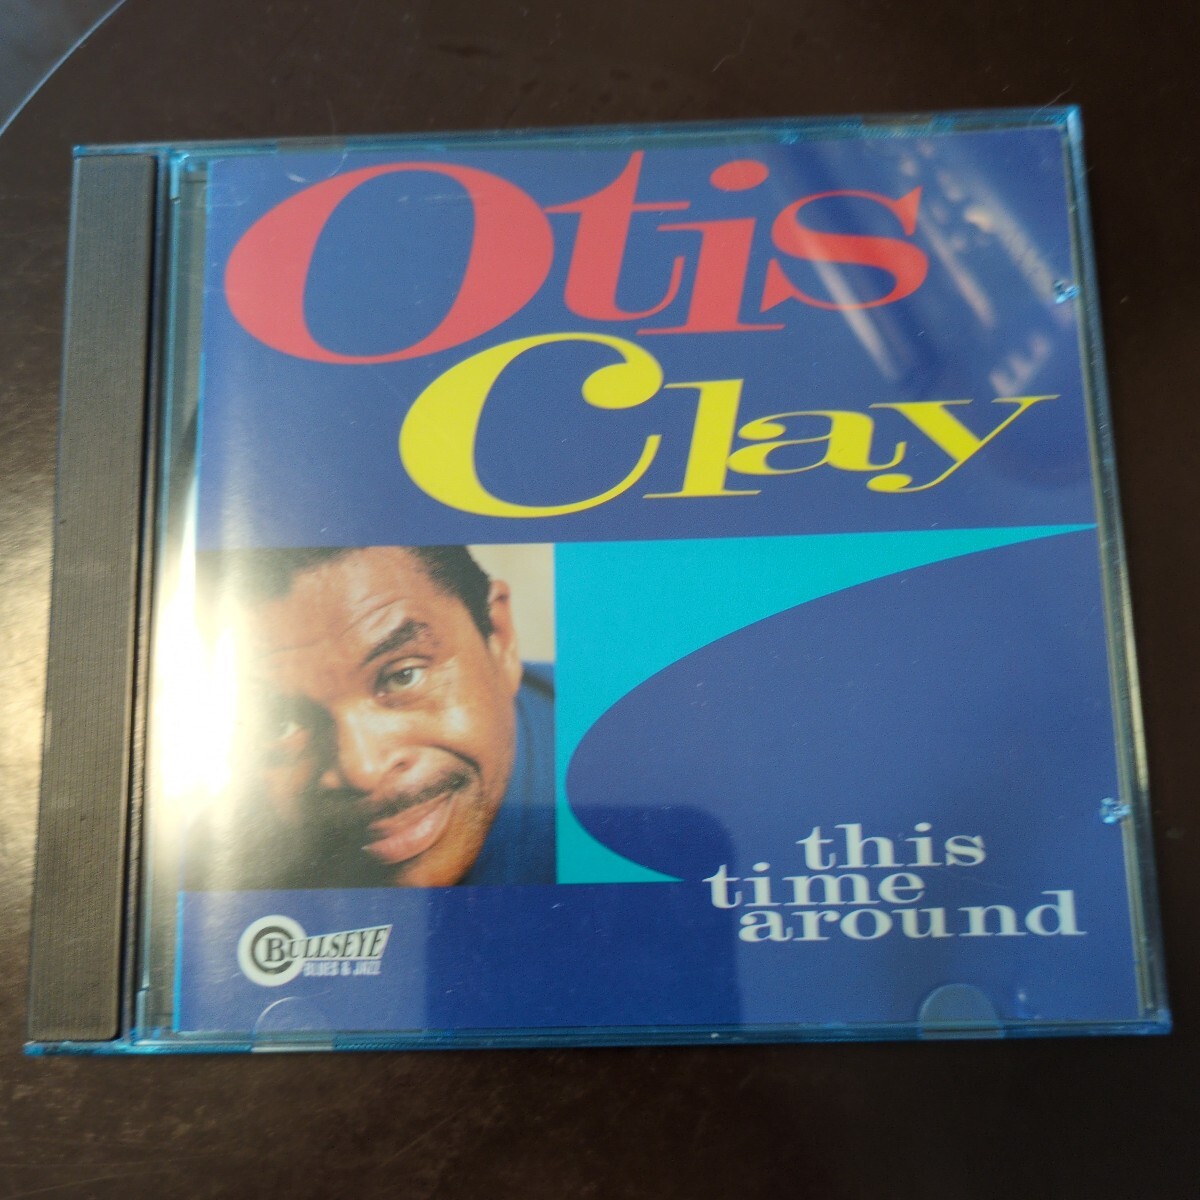 Otis
Clay
this
time
around
BULLSEYE
BLUES & JAZZ